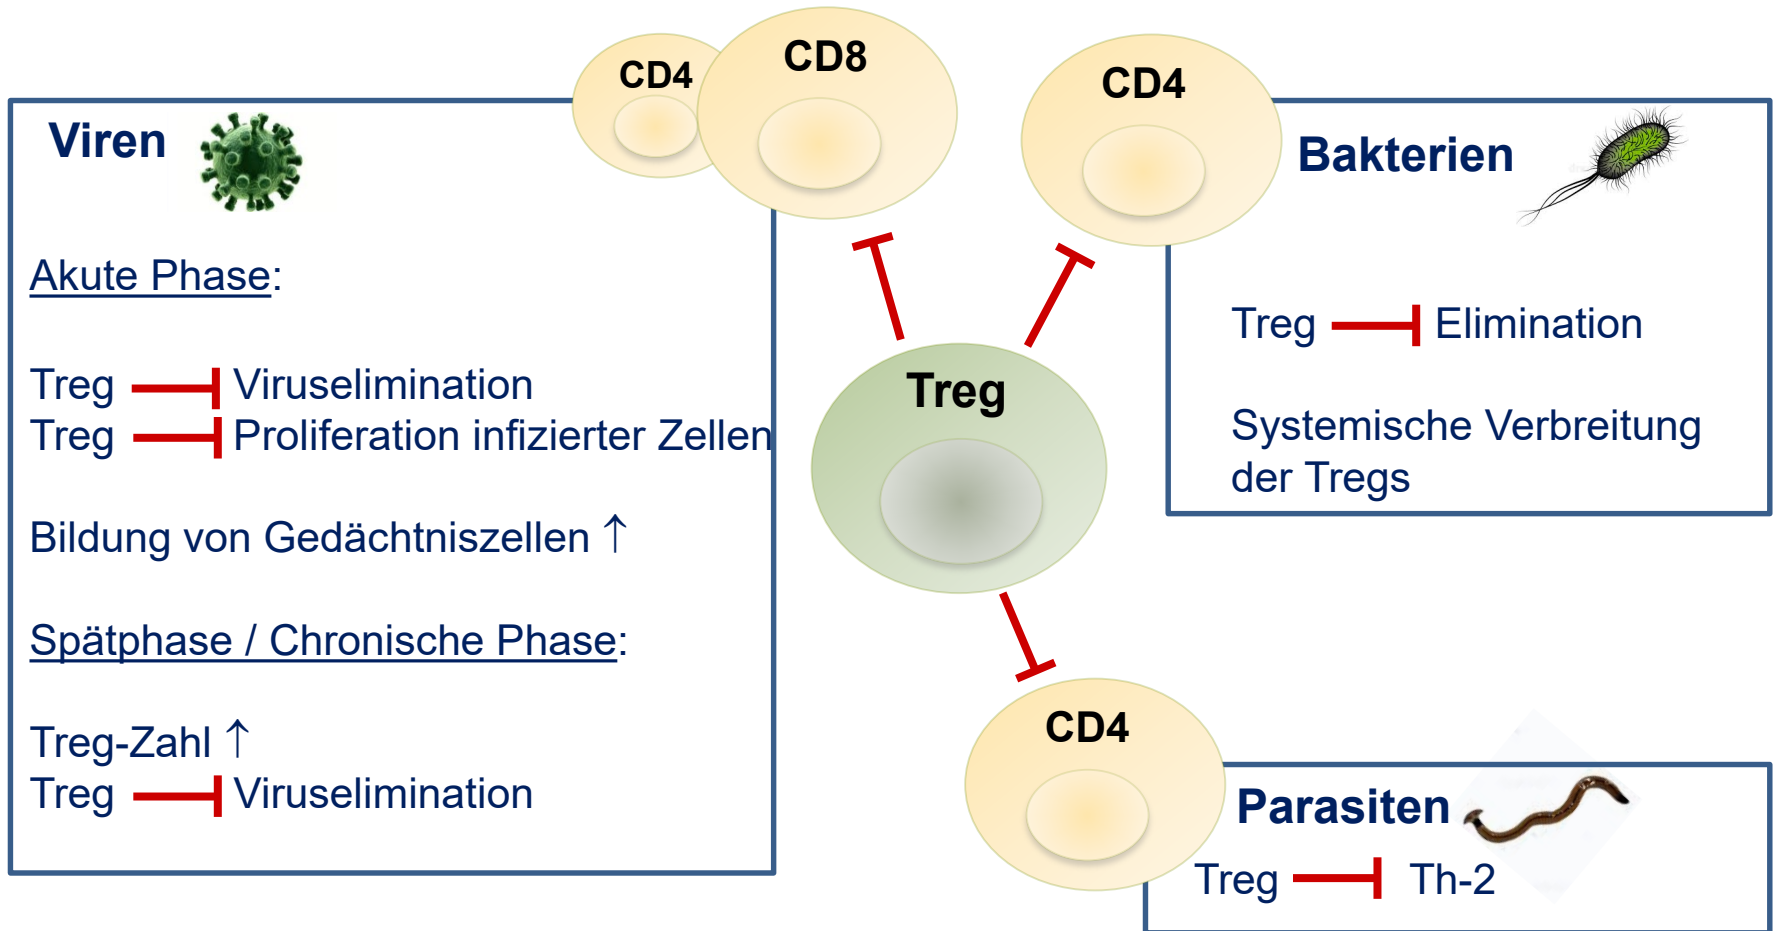 CD4
CD8
CD4
Viren
Akute Phase:
Treg Viruselimination
Treg Proliferation infizierter Zellen
Bildung von Gedächtniszellen ↑
Spätphase / Chronische Phase:
Treg-Zahl ↑
Treg Viruselimination
Treg
Bakterien
Treg Elimination
Systemische Verbreitung
der Tregs
CD4
Parasiten
Treg Th-2